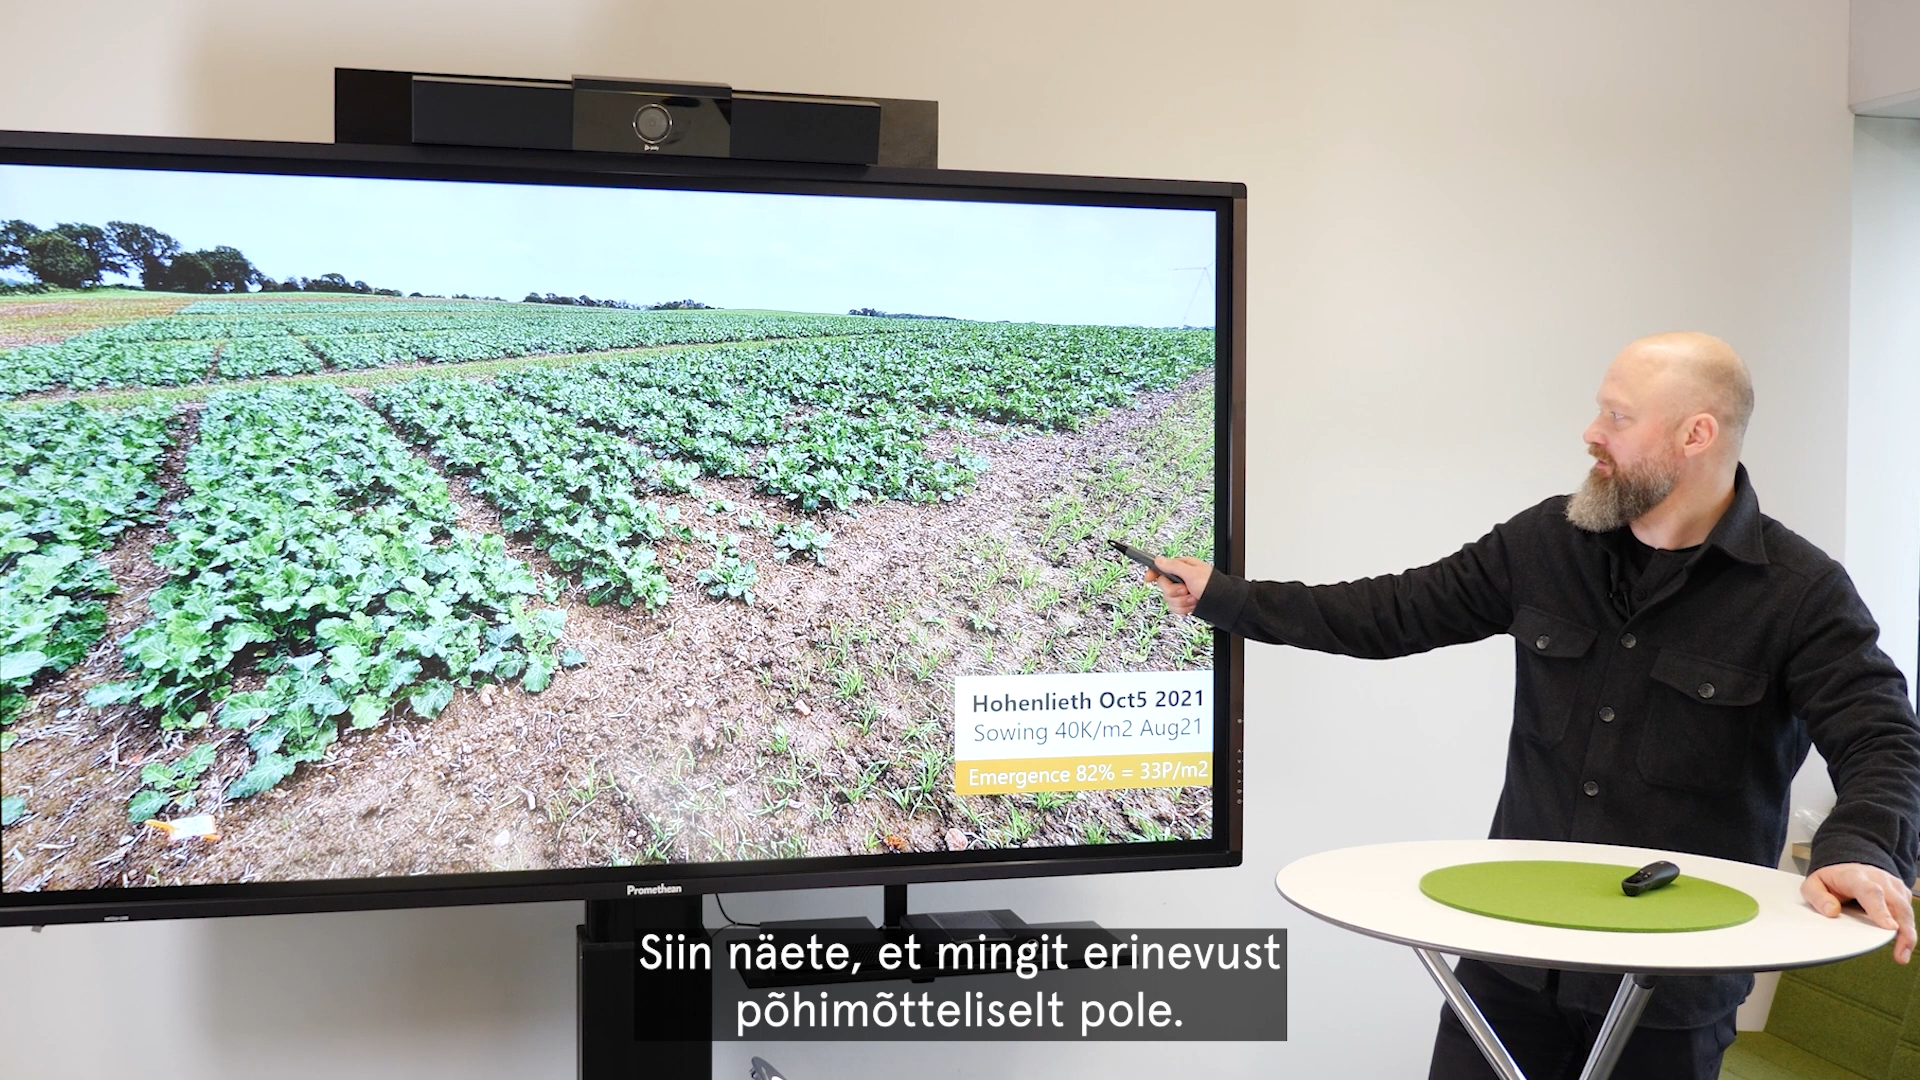 poly
Hohenlieth Oct5 2021
Sowing 40K/m2 Aug21
Emergence 82% = 33P/m2
Promethean
Siin näete, et mingit erinevust
põhimõtteliselt pole.